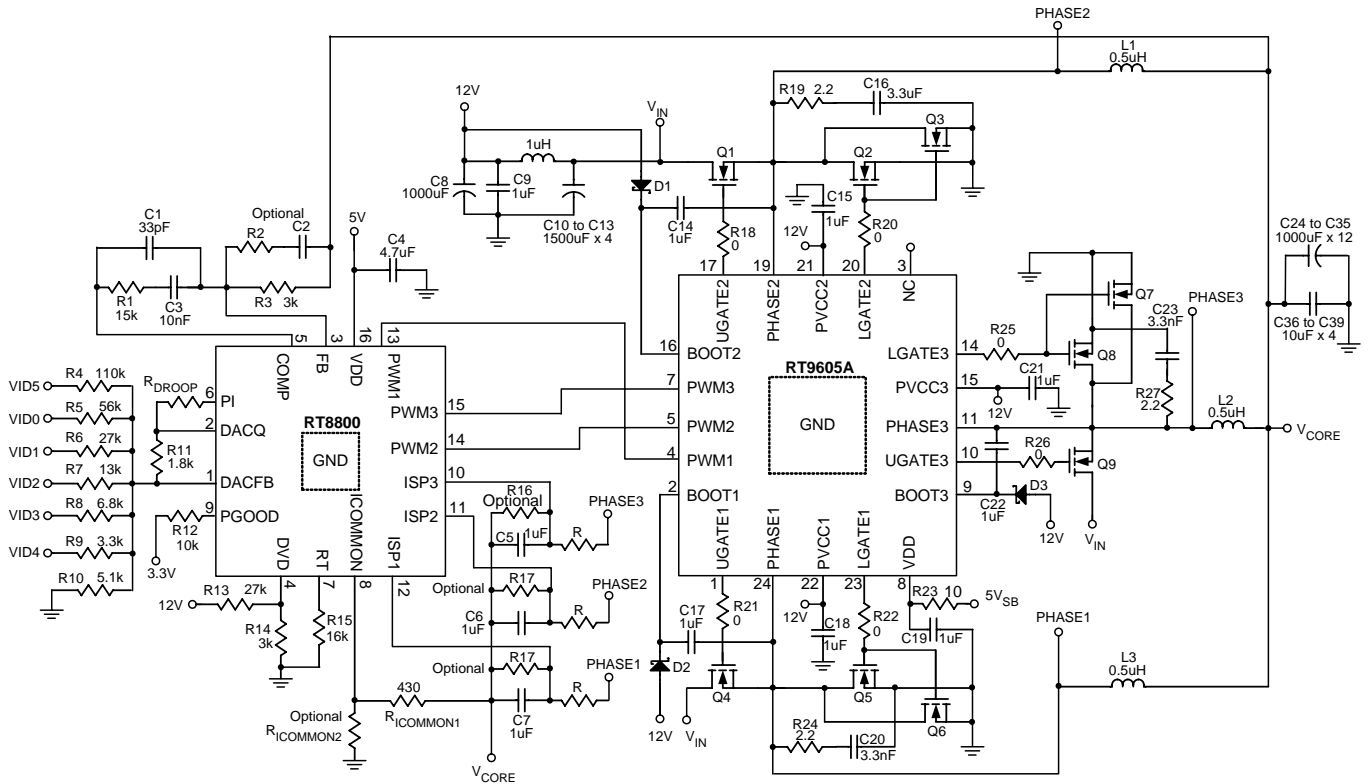 PHASE2
L1
0.5uH
12V
V_IN
R19 2.2
C16
3.3uF
Q3
1uH
Q1
Q2
C8
1000uF
C9
1uF
D1
C15
1uF
C10 to C13
1500uF x 4
C14
1uF
R18
0
12V
R20
0
C24 to C35
1000uF x 12
C36 to C39
10uF x 4
C1
33pF
Optional
R2
C2
5V
C4
4.7uF
R1
15k
C3
10nF
R3 3k
17
19
21
20
3
NC
UGATE2
PHASE2
PVCC2
LGATE2
Q7
PHASE3
C23
3.3nF
R25
0
Q8
5
3
16
13
COMP
FB
VDD
PWM1
16
BOOT2
LGATE3
14
RT9605A
GND
7
PWM3
PVCC3
15
C21
1uF
12V
R27
2.2
L2
0.5uH
V_CORE
5
PWM2
PHASE3
11
4
PWM1
UGATE3
10
R26
0
Q9
2
BOOT1
BOOT3
9
C22
1uF
D3
12V
V_IN
VID5
R4
110k
VID0
R5
56k
VID1
R6
27k
VID2
R7
13k
VID3
R8
6.8k
VID4
R9
3.3k
R10
5.1k
R_DROOP
6
PI
2
DACQ
R11
1.8k
1
DACFB
9
PGOOD
R12
10k
3.3V
RT8800
GND
PWM3
15
PWM2
14
ISP3
10
ISP2
11
DVD
RT
ICOMMON
ISP1
4
7
8
12
12V
R13
27k
R14
3k
R15
16k
R16
Optional
PHASE3
C5
1uF
R
Optional
R17
PHASE2
C6
1uF
R
R17
Optional
PHASE1
C7
1uF
R
430
R_ICOMMON1
Optional
R_ICOMMON2
V_CORE
UGATE1
PHASE1
PVCC1
LGATE1
VDD
1
24
22
23
8
R23 10
5V_SB
C17
1uF
R21
0
12V
C18
1uF
R22
0
C19
1uF
D2
12V
V_IN
Q4
Q5
Q6
R24
2.2
C20
3.3nF
PHASE1
L3
0.5uH